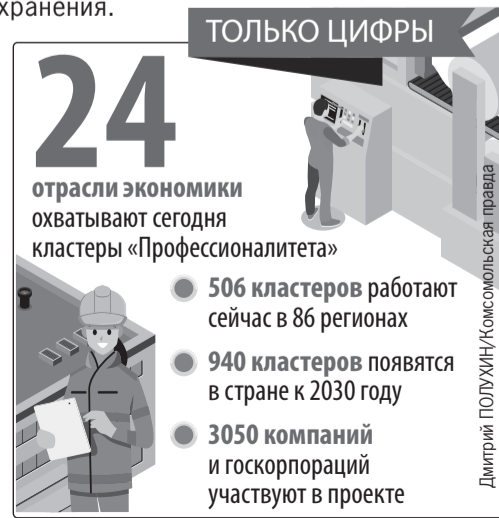 хранения.
ТОЛЬКО ЦИФРЫ
24
отрасли экономики
охватывают сегодня
кластеры «Профессионалитета»
506 кластеров работают
сейчас в 86 регионах
940 кластеров появятся
в стране к 2030 году
3050 компаний
и госкорпораций
участвуют в проекте
Дмитрий ПОЛУХИН/Комсомольская правда